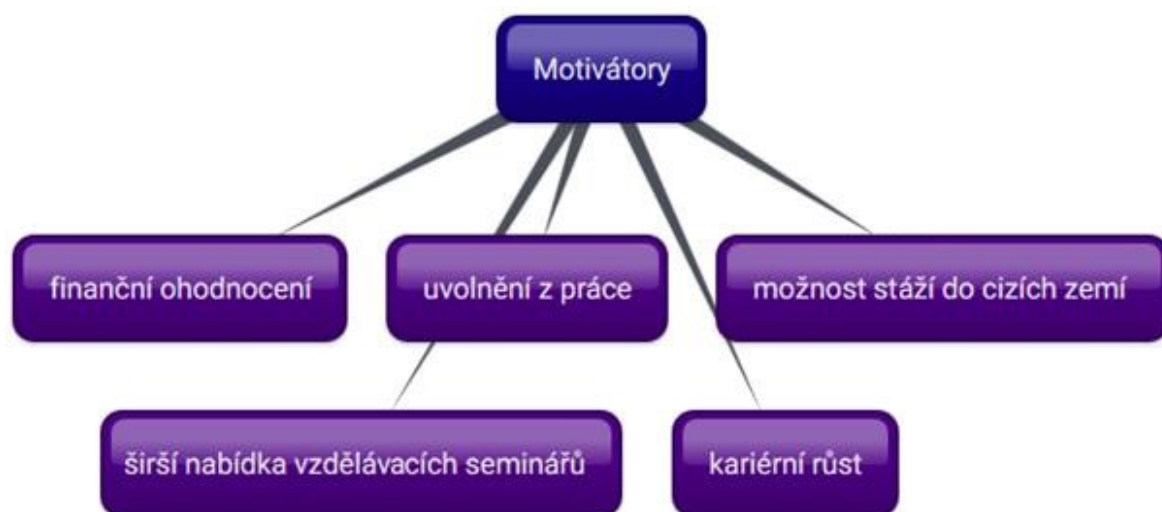 Motivátory
finanční ohodnocení
uvolnění z práce
možnost stáží do cizích zemí
širší nabídka vzdělávacích seminářů
kariérní růst